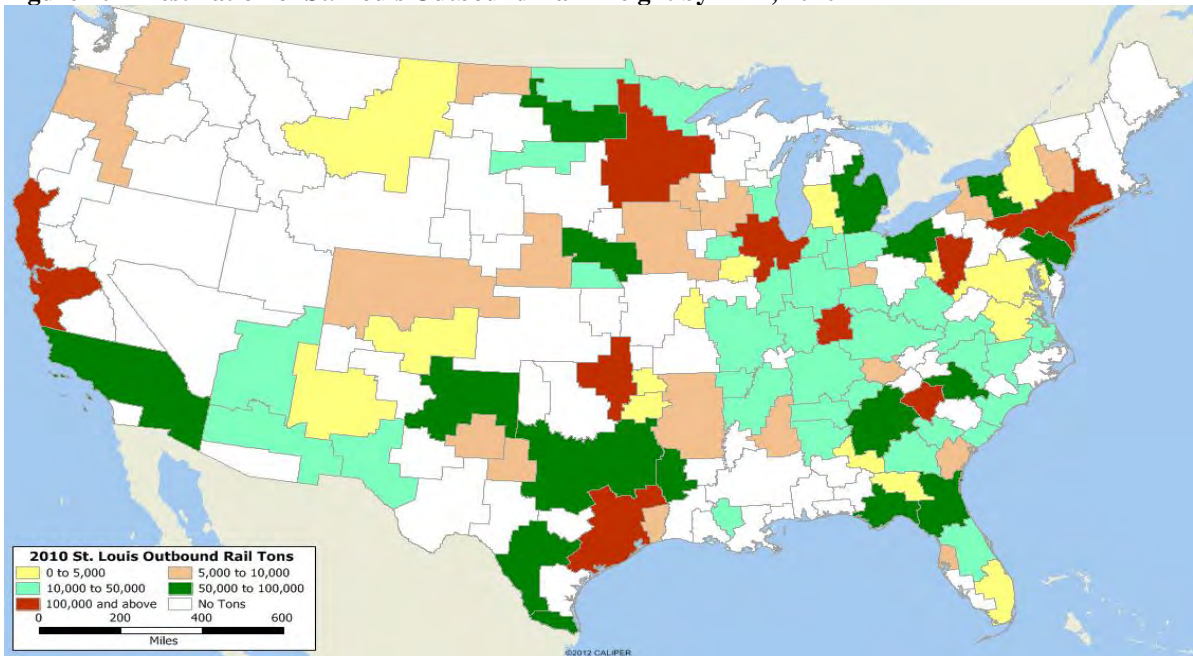 2010 St. Louis Outbound Rail Tons
0 to 5,000
5,000 to 10,000
10,000 to 50,000
50,000 to 100,000
100,000 and above
No Tons
0 200 400 600
Miles
©2012 CALIPER